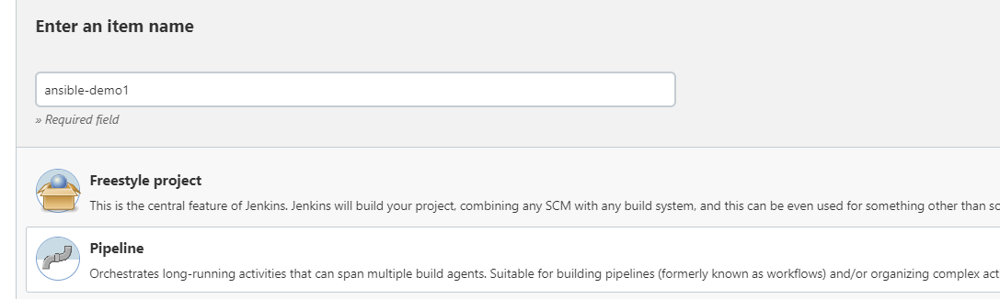 Enter an item name
ansible-demo1
» Required field
Freestyle project
This is the central feature of Jenkins. Jenkins will build your project, combining any SCM with any build system, and this can be even used for something other than
Pipeline
Orchestrates long-running activities that can span multiple build agents. Suitable for building pipelines (formerly known as workflows) and/or organizing complex